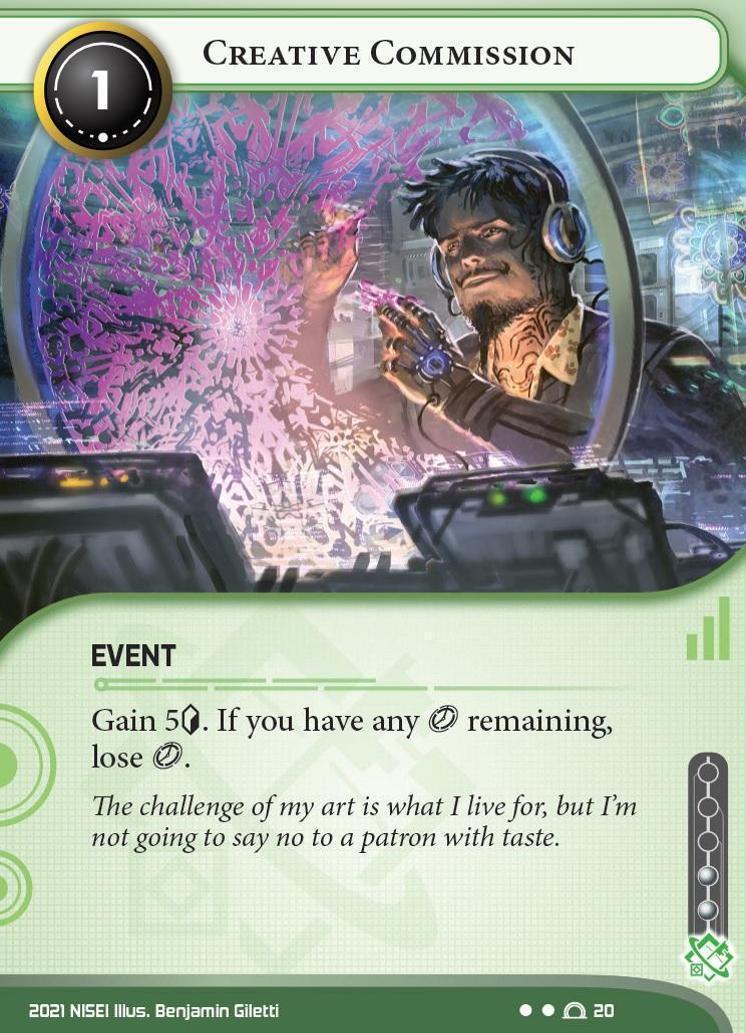 1
Creative Commission
EVENT
Gain 5. If you have any remaining,
lose .
The challenge of my art is what I live for, but I'm
not going to say no to a patron with taste.
2021 NISEI Illus. Benjamin Giletti
20